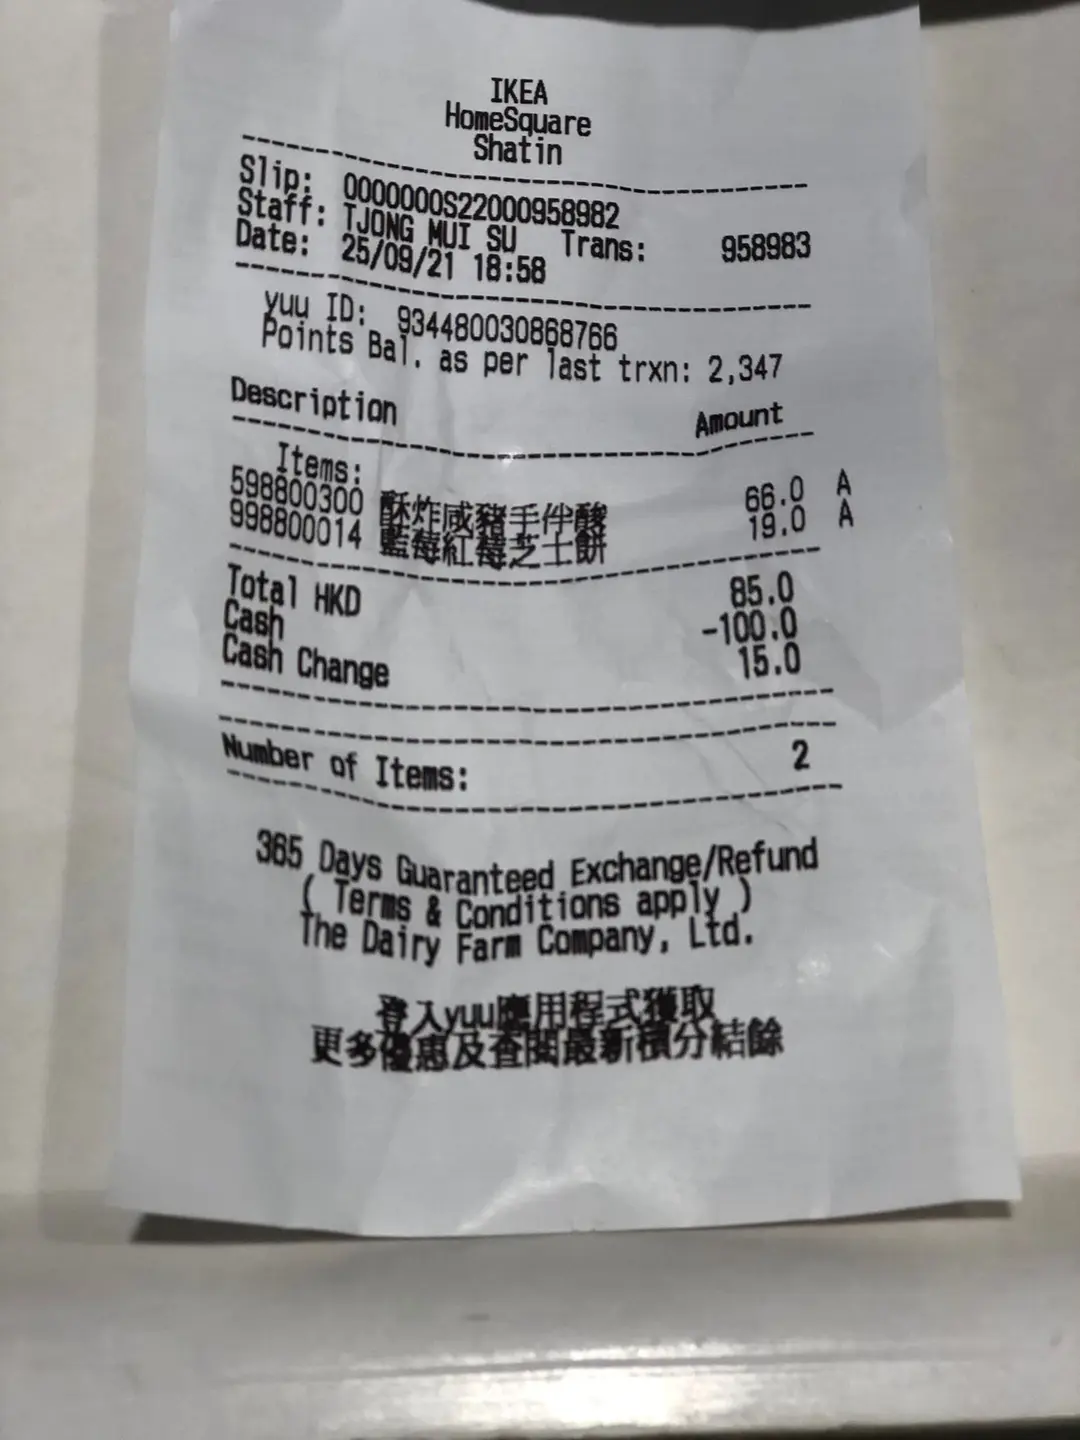 IKEA
HomeSquare
Shatin
Slip: 0000000S22000958982
Staff: TJONG MUI SU Trans: 958983
Date: 25/09/21 18:58
yuu ID: 934480030868766
Points Bal. as per last trxn: 2,347
Description Amount
Items:
598800300 酥炸咸豬手伴酸 66.0 A
998800014 藍莓紅莓芝士餅 19.0 A
Total HKD 85.0
Cash -100.0
Cash Change 15.0
Number of Items: 2
365 Days Guaranteed Exchange/Refund
( Terms & Conditions apply )
The Dairy Farm Company, Ltd.
登入yuu應用程式獲取
更多優惠及查閱最新積分結餘